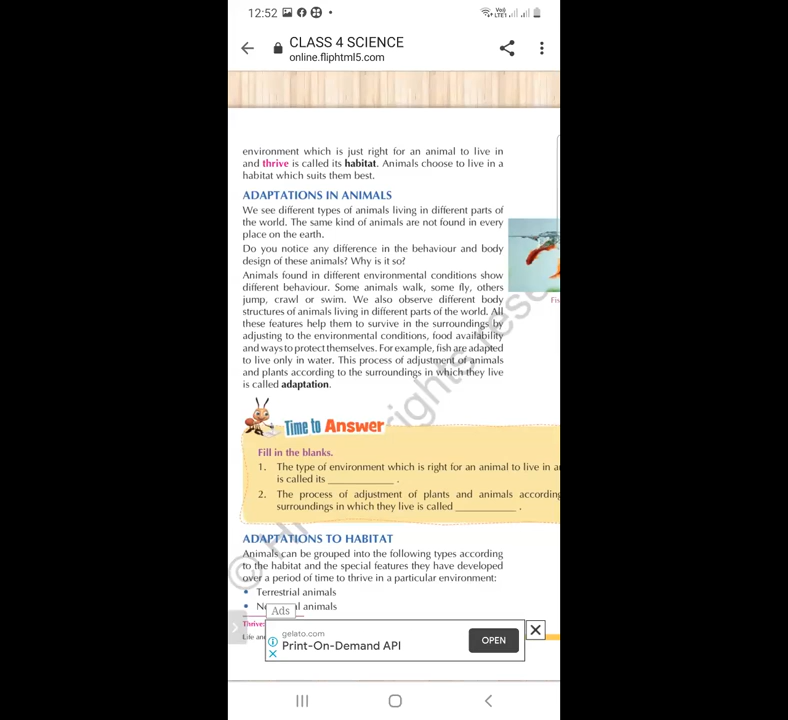 12:52
Vo))
LTE1
CLASS 4 SCIENCE
online.fliphtml5.com
environment which is just right for an animal to live in
and thrive is called its habitat. Animals choose to live in a
habitat which suits them best.
ADAPTATIONS IN ANIMALS
We see different types of animals living in different parts of
the world. The same kind of animals are not found in every
place on the earth.
Do you notice any difference in the behaviour and body
design of these animals? Why is it so?
Animals found in different environmental conditions show
different behaviour. Some animals walk, some fly, others
jump, crawl or swim. We also observe different body
structures of animals living in different parts of the world. All
these features help them to survive in the surroundings by
adjusting to the environmental conditions, food availability
and ways to protect themselves. For example, fish are adapted
to live only in water. This process of adjustment of animals
and plants according to the surroundings in which they live
is called adaptation.
Fis
Time to Answer
Fill in the blanks.
1. The type of environment which is right for an animal to live in a
is called its ______________ .
2. The process of adjustment of plants and animals according
surroundings in which they live is called _____________ .
ADAPTATIONS TO HABITAT
Animals can be grouped into the following types according
to the habitat and the special features they have developed
over a period of time to thrive in a particular environment:
• Terrestrial animals
• animals
Thrive:
Life
Ads
gelato.com
Print-On-Demand API
OPEN
rights